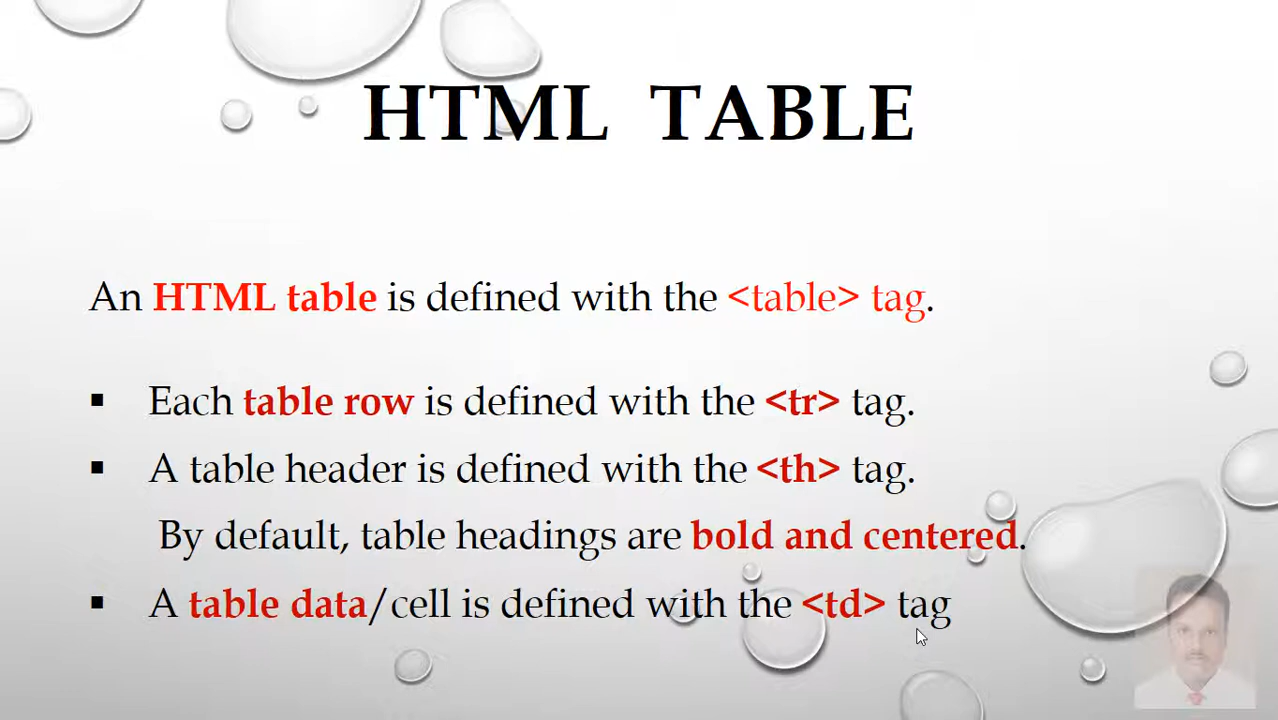 HTML TABLE
An HTML table is defined with the <table> tag.
▪ Each table row is defined with the <tr> tag.
▪ A table header is defined with the <th> tag.
By default, table headings are bold and centered.
▪ A table data/cell is defined with the <td> tag